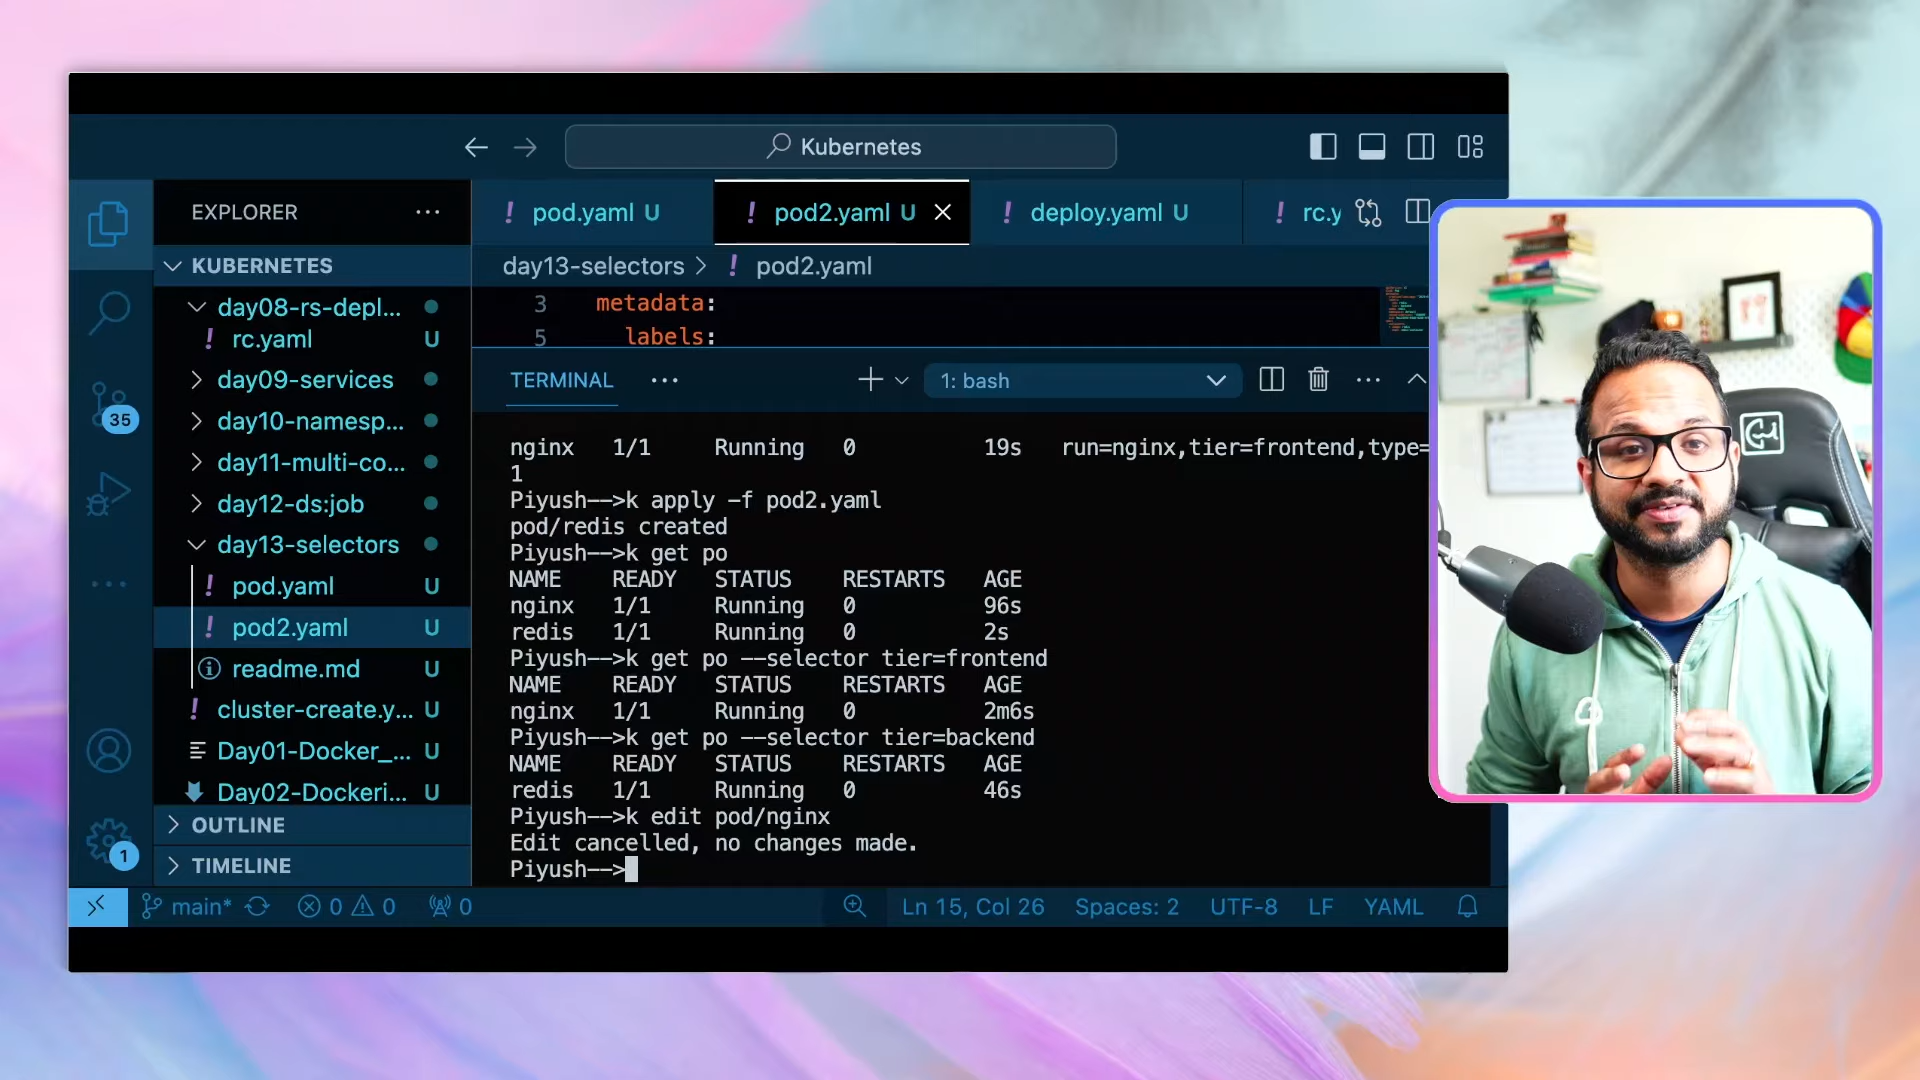 Kubernetes
EXPLORER
pod.yaml U
pod2.yaml U
deploy.yaml U
rc.y
KUBERNETES
day13-selectors > ! pod2.yaml
day08-rs-depl...
rc.yaml U
day09-services
day10-namesp...
day11-multi-co...
day12-ds:job
day13-selectors
pod.yaml U
pod2.yaml U
readme.md U
cluster-create.y... U
Day01-Docker_... U
Day02-Dockeri... U
OUTLINE
TIMELINE
35
1
3 metadata:
5 labels:
TERMINAL
1: bash
nginx 1/1 Running 0 19s run=nginx,tier=frontend,type=
1
Piyush-->k apply -f pod2.yaml
pod/redis created
Piyush-->k get po
NAME READY STATUS RESTARTS AGE
nginx 1/1 Running 0 96s
redis 1/1 Running 0 2s
Piyush-->k get po --selector tier=frontend
NAME READY STATUS RESTARTS AGE
nginx 1/1 Running 0 2m6s
Piyush-->k get po --selector tier=backend
NAME READY STATUS RESTARTS AGE
redis 1/1 Running 0 46s
Piyush-->k edit pod/nginx
Edit cancelled, no changes made.
Piyush-->
main* 0 0 0 Ln 15, Col 26 Spaces: 2 UTF-8 LF YAML